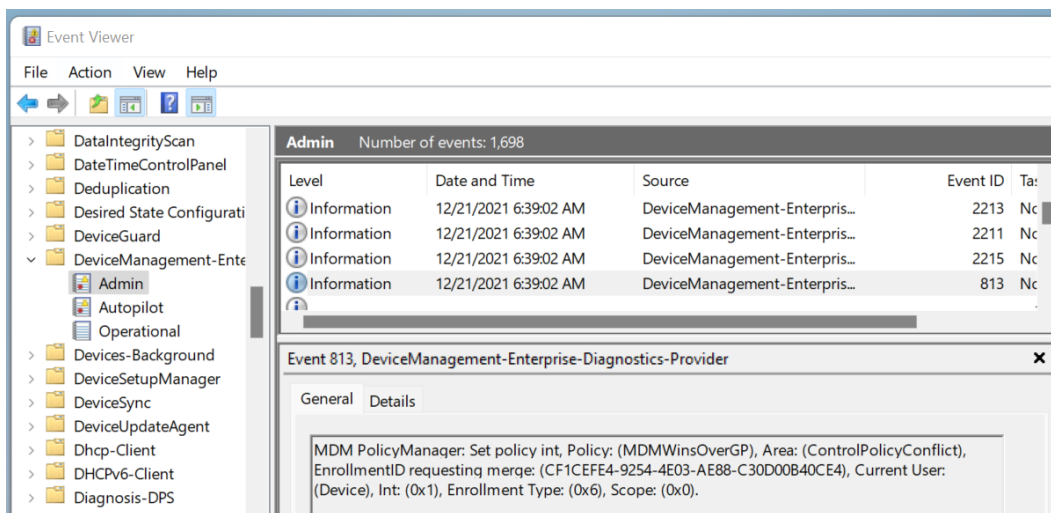 Event Viewer
File Action View Help
DataIntegrityScan
DateTimeControlPanel
Deduplication
Desired State Configurati
DeviceGuard
DeviceManagement-Ente
Admin
Autopilot
Operational
Devices-Background
DeviceSetupManager
DeviceSync
DeviceUpdateAgent
Dhcp-Client
DHCPv6-Client
Diagnosis-DPS
Admin Number of events: 1,698
Level Date and Time Source Event ID Tas
Information 12/21/2021 6:39:02 AM DeviceManagement-Enterpris... 2213 Nc
Information 12/21/2021 6:39:02 AM DeviceManagement-Enterpris... 2211 Nc
Information 12/21/2021 6:39:02 AM DeviceManagement-Enterpris... 2215 Nc
Information 12/21/2021 6:39:02 AM DeviceManagement-Enterpris... 813 Nc
Event 813, DeviceManagement-Enterprise-Diagnostics-Provider
General Details
MDM PolicyManager: Set policy int, Policy: (MDMWinsOverGP), Area: (ControlPolicyConflict),
EnrollmentID requesting merge: (CF1CEFE4-9254-4E03-AE88-C30D00B40CE4), Current User:
(Device), Int: (0x1), Enrollment Type: (0x6), Scope: (0x0).